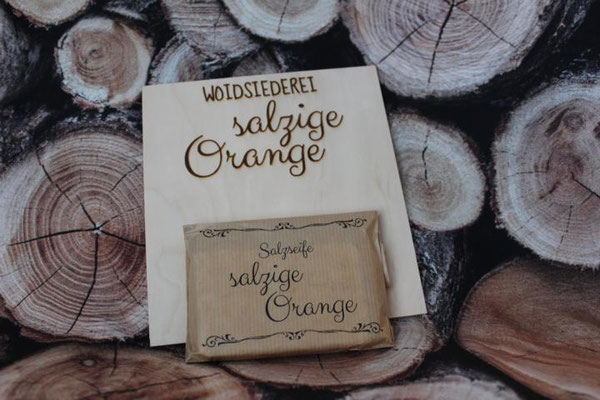 WOIDSIEDEREI
salzige
Orange
Salzseife
salzige
Orange